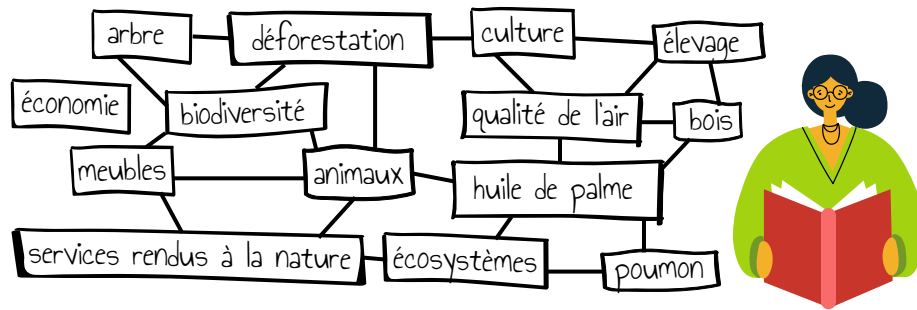 arbre
déforestation
culture
élevage
économie
biodiversité
qualité de l'air
bois
meubles
animaux
huile de palme
services rendus à la nature
écosystèmes
poumon